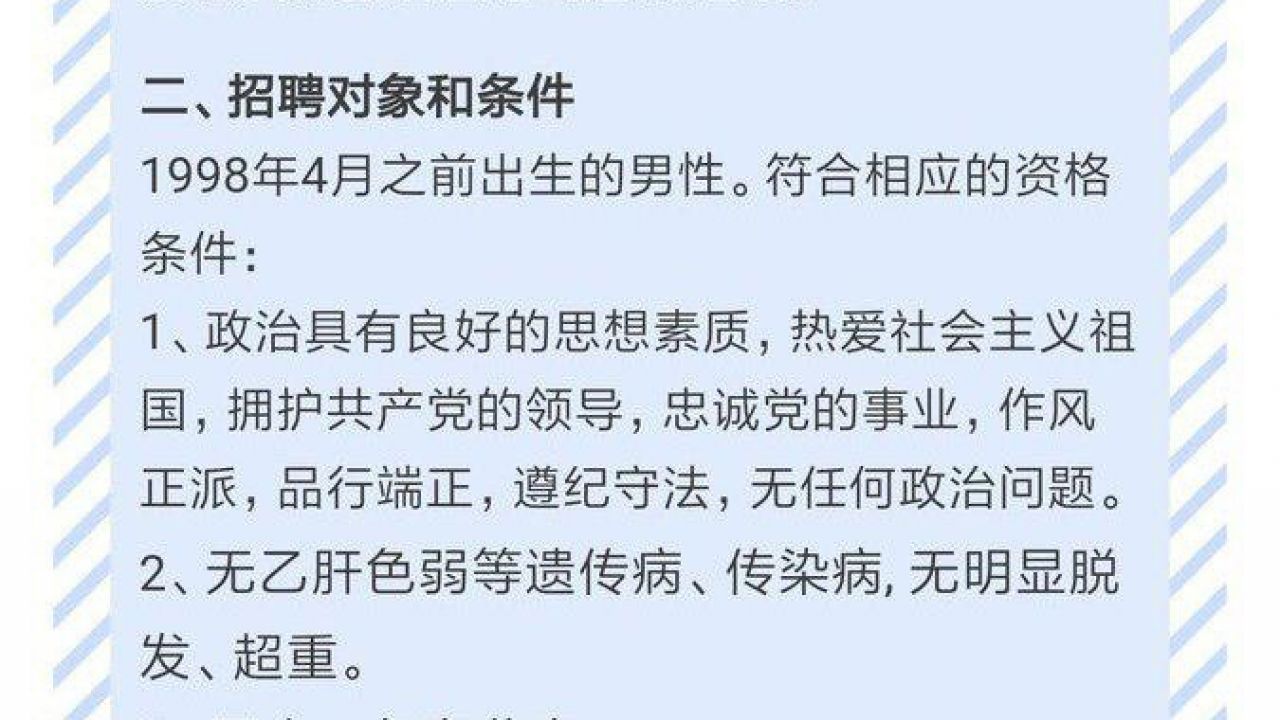 二、招聘对象和条件
1998年4月之前出生的男性。符合相应的资格
条件：
1、政治具有良好的思想素质，热爱社会主义祖
国，拥护共产党的领导，忠诚党的事业，作风
正派，品行端正，遵纪守法，无任何政治问题。
2、无乙肝色弱等遗传病、传染病, 无明显脱
发、超重。